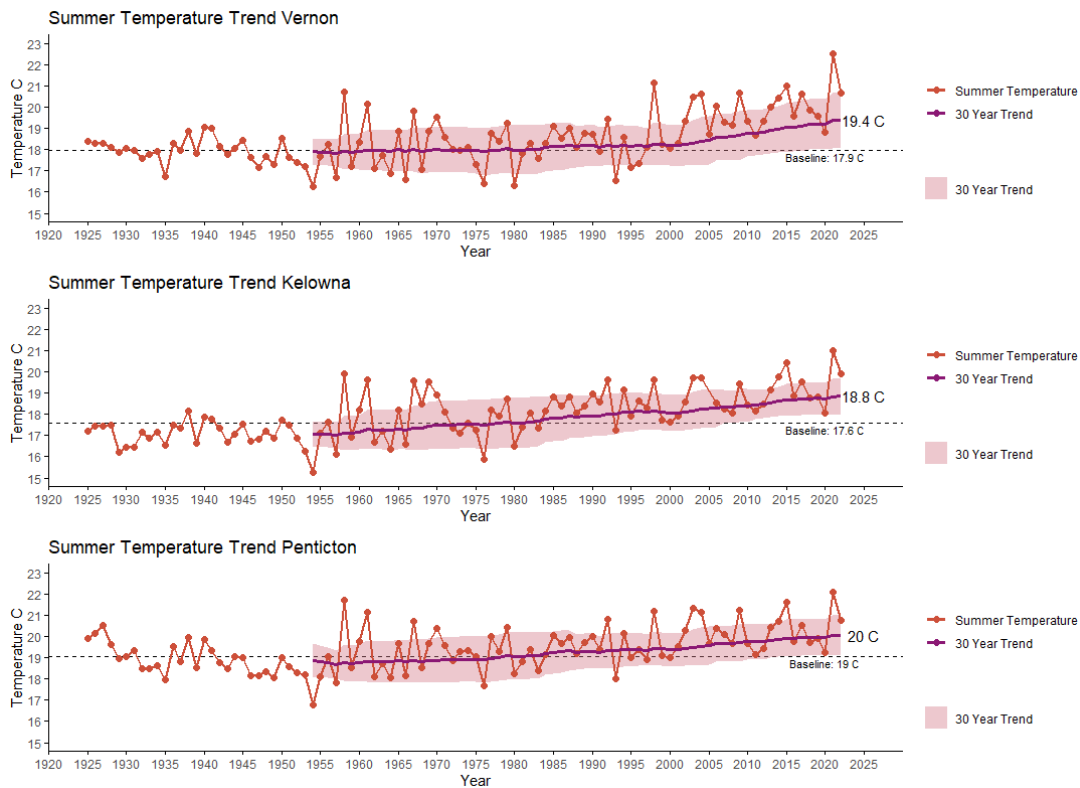 Summer Temperature Trend Vernon
Temperature C
23
22
21
20
19
18
17
16
15
19.4 C
Baseline: 17.9 C
1920 1925 1930 1935 1940 1945 1950 1955 1960 1965 1970 1975 1980 1985 1990 1995 2000 2005 2010 2015 2020 2025
Year
Summer Temperature
30 Year Trend
30 Year Trend
Summer Temperature Trend Kelowna
Temperature C
23
22
21
20
19
18
17
16
15
18.8 C
Baseline: 17.6 C
1920 1925 1930 1935 1940 1945 1950 1955 1960 1965 1970 1975 1980 1985 1990 1995 2000 2005 2010 2015 2020 2025
Year
Summer Temperature
30 Year Trend
30 Year Trend
Summer Temperature Trend Penticton
Temperature C
23
22
21
20
19
18
17
16
15
20 C
Baseline: 19 C
1920 1925 1930 1935 1940 1945 1950 1955 1960 1965 1970 1975 1980 1985 1990 1995 2000 2005 2010 2015 2020 2025
Year
Summer Temperature
30 Year Trend
30 Year Trend